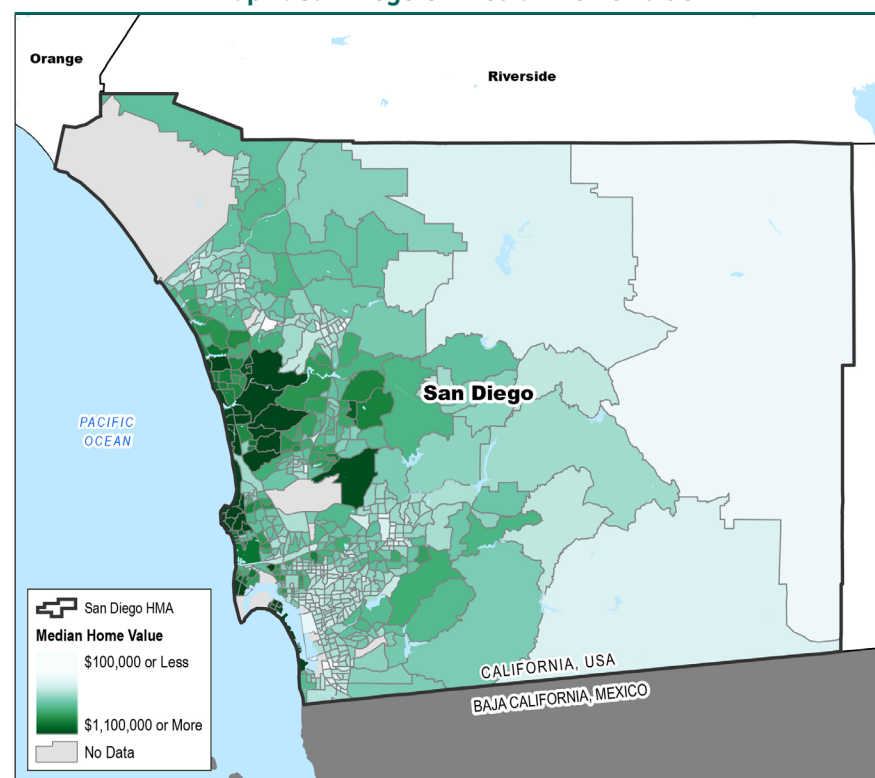 Orange
Riverside
San Diego
PACIFIC
OCEAN
San Diego HMA
Median Home Value
$100,000 or Less
$1,100,000 or More
No Data
CALIFORNIA, USA
BAJA CALIFORNIA, MEXICO